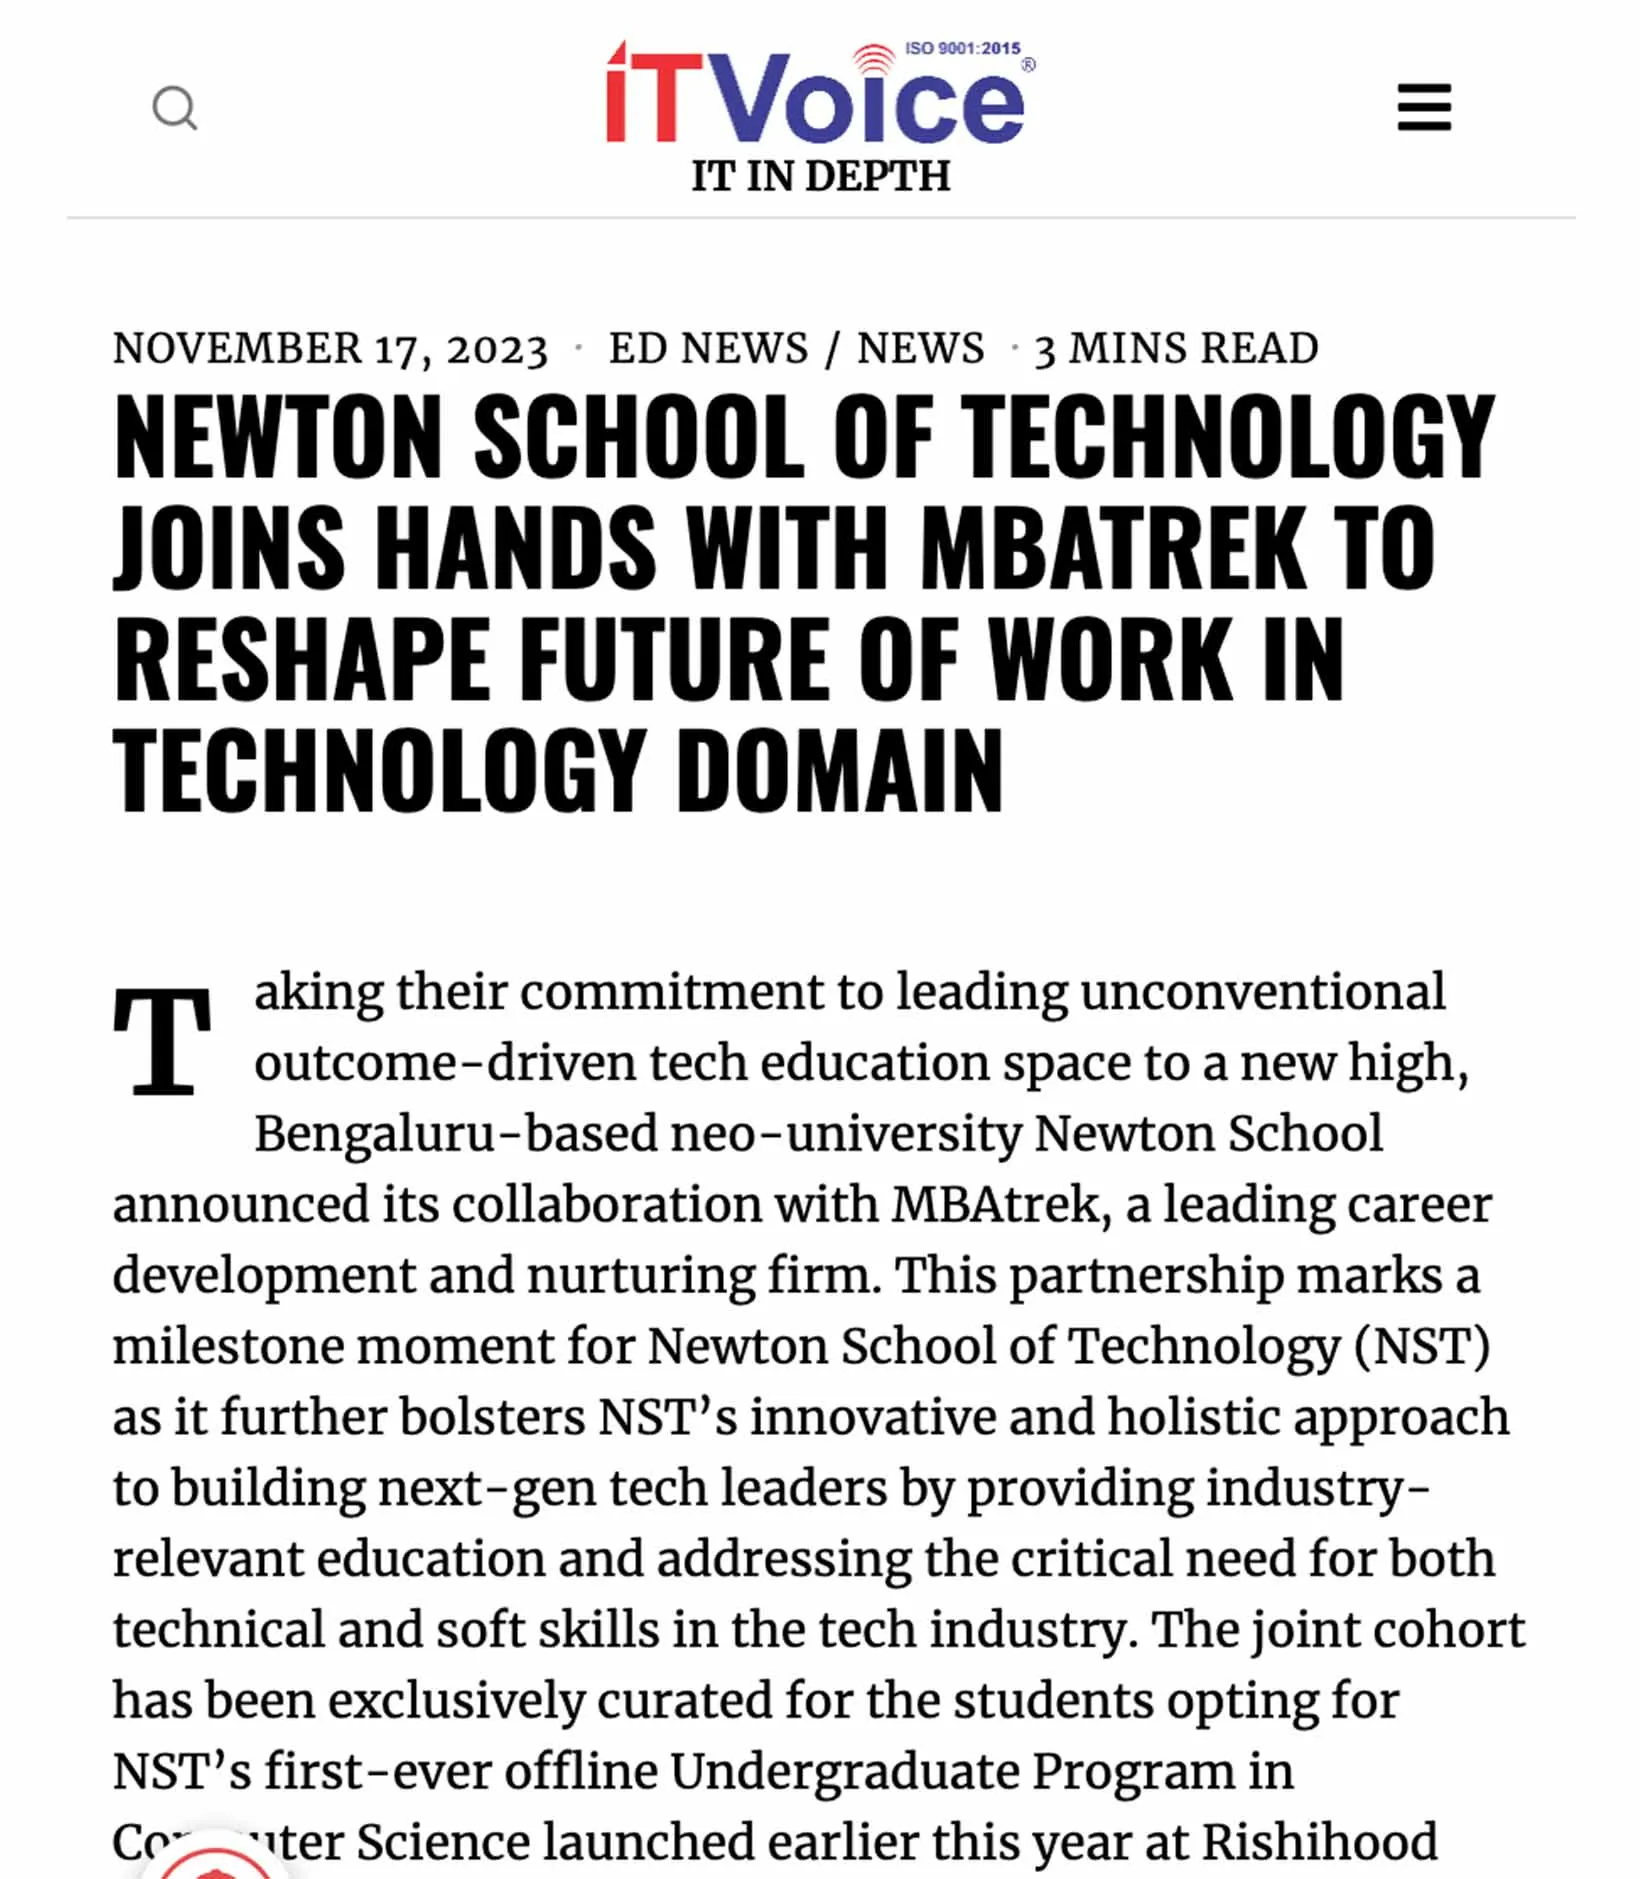 ISO 9001:2015
iTVoice®
IT IN DEPTH
NOVEMBER 17, 2023 · ED NEWS / NEWS · 3 MINS READ
NEWTON SCHOOL OF TECHNOLOGY
JOINS HANDS WITH MBATREK TO
RESHAPE FUTURE OF WORK IN
TECHNOLOGY DOMAIN
Taking their commitment to leading unconventional
outcome-driven tech education space to a new high,
Bengaluru-based neo-university Newton School
announced its collaboration with MBAtrek, a leading career
development and nurturing firm. This partnership marks a
milestone moment for Newton School of Technology (NST)
as it further bolsters NST’s innovative and holistic approach
to building next-gen tech leaders by providing industry-
relevant education and addressing the critical need for both
technical and soft skills in the tech industry. The joint cohort
has been exclusively curated for the students opting for
NST’s first-ever offline Undergraduate Program in
Computer Science launched earlier this year at Rishihood